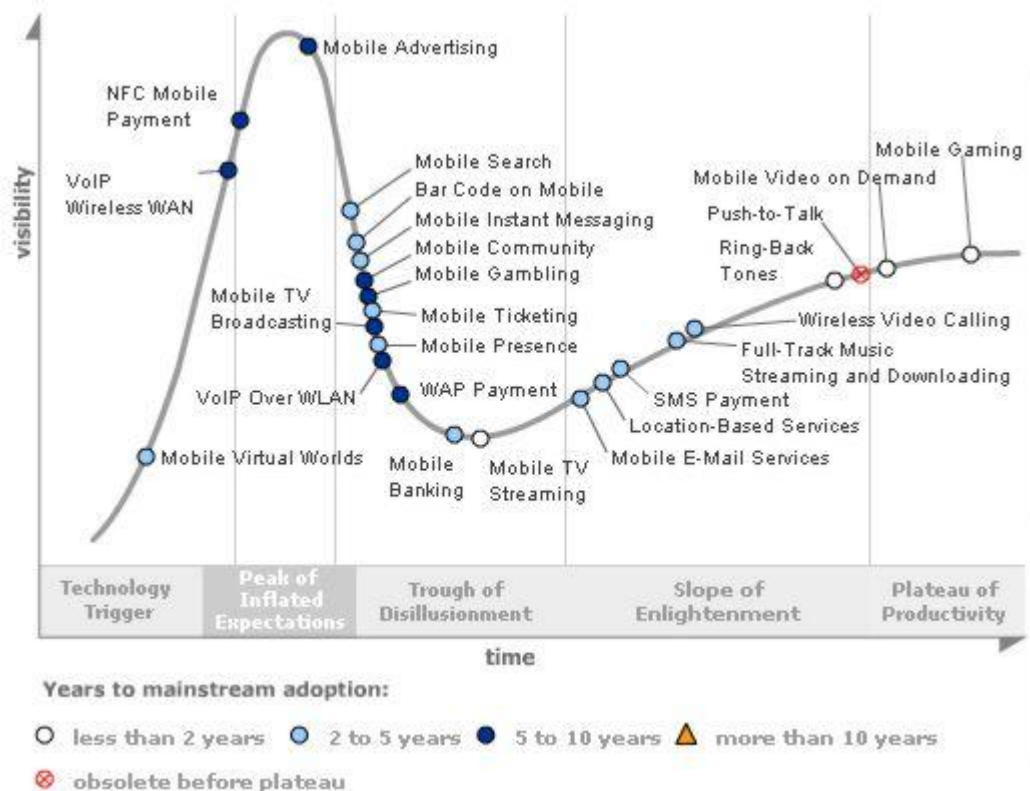 Mobile Advertising
NFC Mobile
Payment
VoIP
Wireless WAN
visibility
Mobile Search
Bar Code on Mobile
Mobile Instant Messaging
Mobile Community
Mobile Gambling
Mobile TV
Broadcasting
Mobile Ticketing
Mobile Presence
VoIP Over WLAN
WAP Payment
Mobile Virtual Worlds
Mobile
Banking
Mobile TV
Streaming
Mobile Gaming
Mobile Video on Demand
Push-to-Talk
Ring-Back
Tones
Wireless Video Calling
Full-Track Music
Streaming and Downloading
SMS Payment
Location-Based Services
Mobile E-Mail Services
Technology
Trigger
Peak of
Inflated
Expectations
Trough of
Disillusionment
Slope of
Enlightenment
Plateau of
Productivity
time
Years to mainstream adoption:
less than 2 years
2 to 5 years
5 to 10 years
more than 10 years
obsolete before plateau